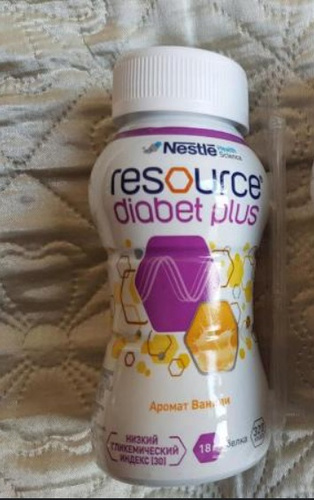 Nestlé Health Science
resource®
diabet plus
Аромат Ванили
НИЗКИЙ
ГЛИКЕМИЧЕСКИЙ
ИНДЕКС (30)
18 белка